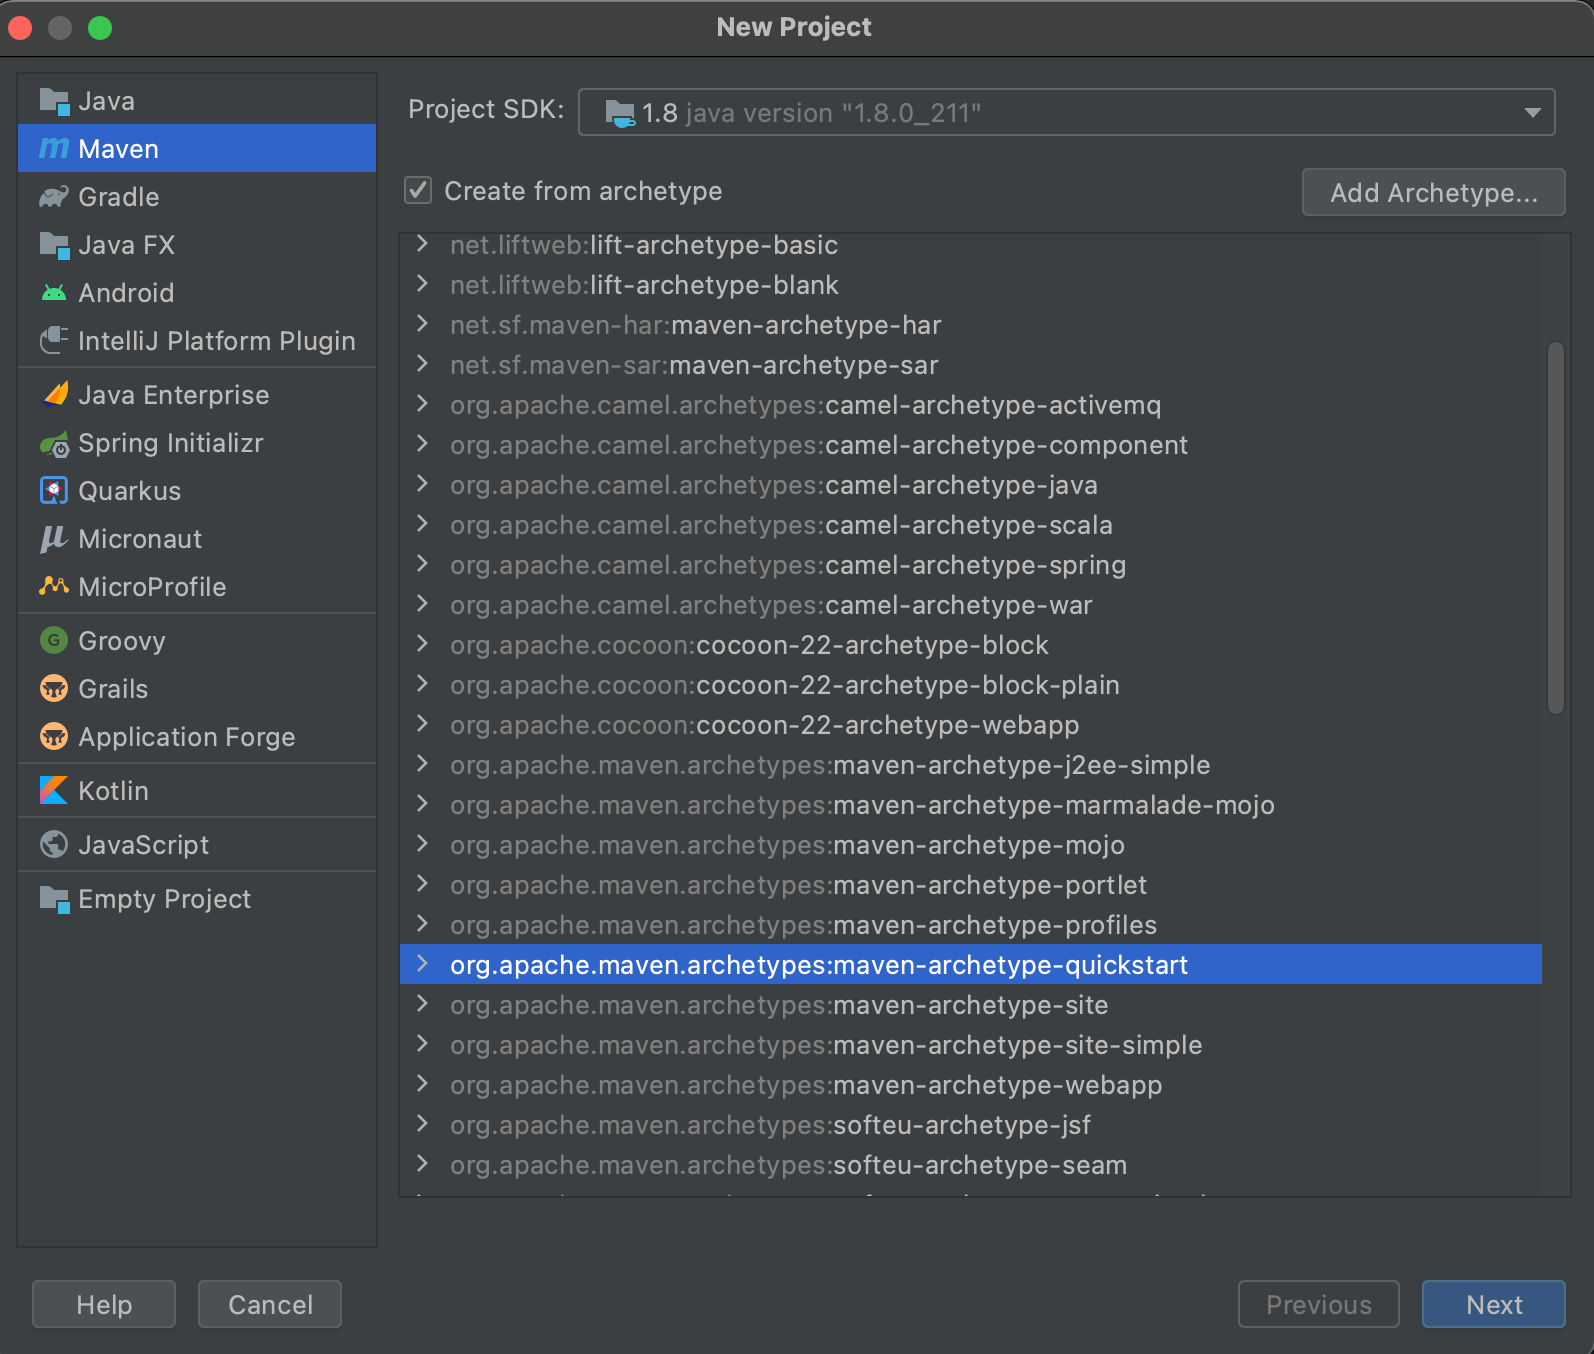 New Project
Java
Maven
Gradle
Java FX
Android
IntelliJ Platform Plugin
Java Enterprise
Spring Initializr
Quarkus
Micronaut
MicroProfile
Groovy
Grails
Application Forge
Kotlin
JavaScript
Empty Project
Project SDK: 1.8 java version "1.8.0_211"
Create from archetype
Add Archetype...
net.liftweb:lift-archetype-basic
net.liftweb:lift-archetype-blank
net.sf.maven-har:maven-archetype-har
net.sf.maven-sar:maven-archetype-sar
org.apache.camel.archetypes:camel-archetype-activemq
org.apache.camel.archetypes:camel-archetype-component
org.apache.camel.archetypes:camel-archetype-java
org.apache.camel.archetypes:camel-archetype-scala
org.apache.camel.archetypes:camel-archetype-spring
org.apache.camel.archetypes:camel-archetype-war
org.apache.cocoon:cocoon-22-archetype-block
org.apache.cocoon:cocoon-22-archetype-block-plain
org.apache.cocoon:cocoon-22-archetype-webapp
org.apache.maven.archetypes:maven-archetype-j2ee-simple
org.apache.maven.archetypes:maven-archetype-marmalade-mojo
org.apache.maven.archetypes:maven-archetype-mojo
org.apache.maven.archetypes:maven-archetype-portlet
org.apache.maven.archetypes:maven-archetype-profiles
org.apache.maven.archetypes:maven-archetype-quickstart
org.apache.maven.archetypes:maven-archetype-site
org.apache.maven.archetypes:maven-archetype-site-simple
org.apache.maven.archetypes:maven-archetype-webapp
org.apache.maven.archetypes:softeu-archetype-jsf
org.apache.maven.archetypes:softeu-archetype-seam
Help
Cancel
Previous
Next